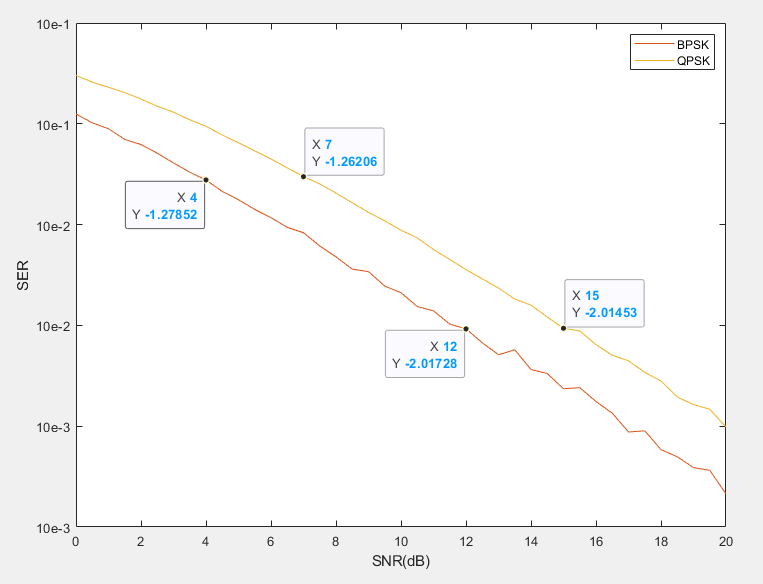 10e-1
10e-1
10e-2
10e-2
10e-3
10e-3
SER
BPSK
QPSK
X 7
Y -1.26206
X 4
Y -1.27852
X 15
Y -2.01453
X 12
Y -2.01728
0 2 4 6 8 10 12 14 16 18 20
SNR(dB)